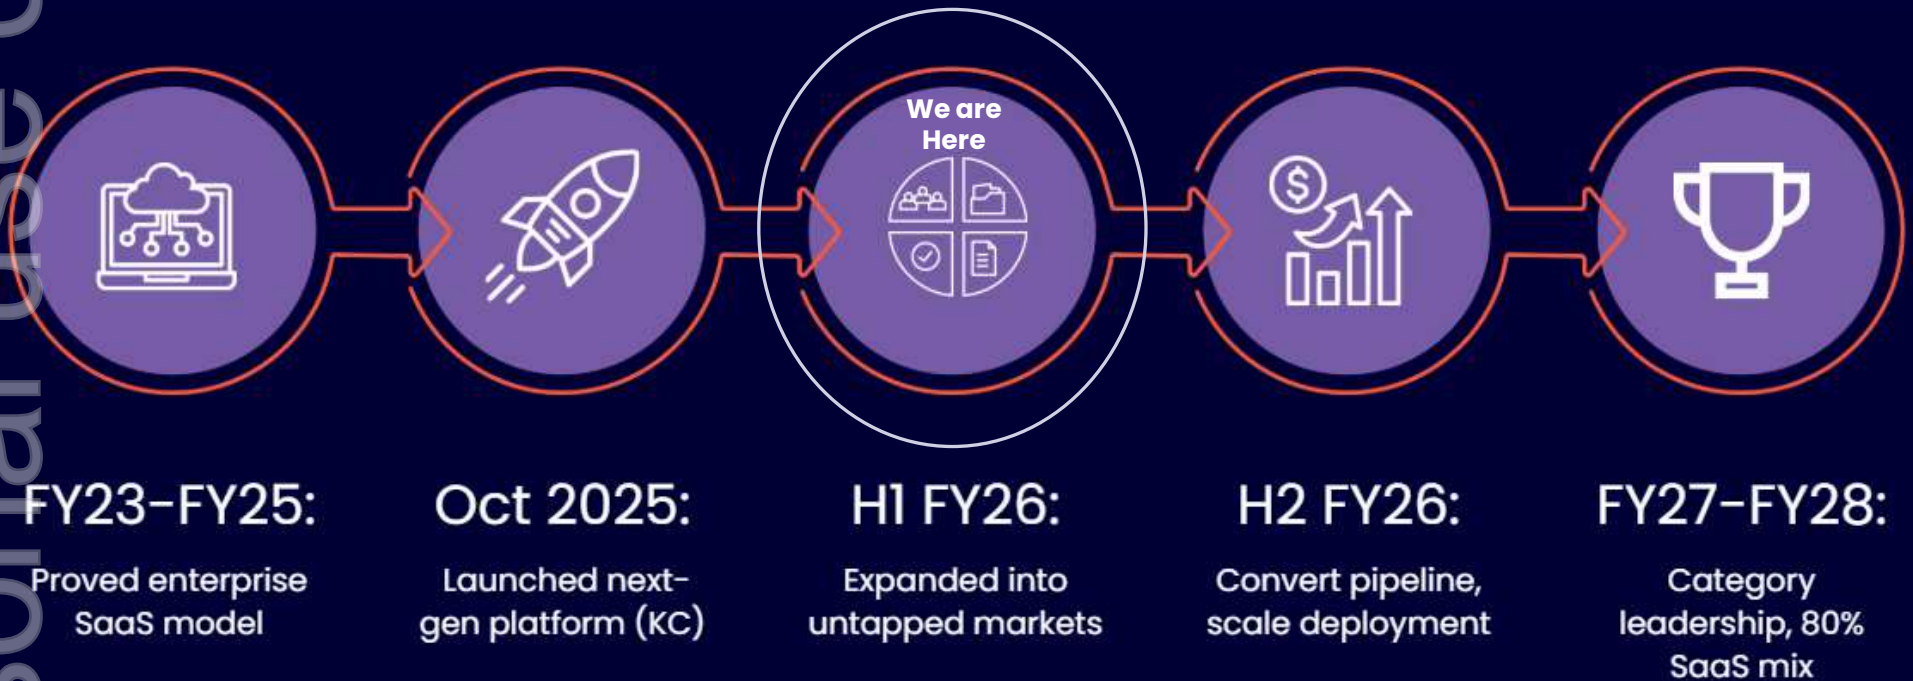 We are
Here
FY23-FY25:
Proved enterprise
SaaS model
Oct 2025:
Launched next-
gen platform (KC)
H1 FY26:
Expanded into
untapped markets
H2 FY26:
Convert pipeline,
scale deployment
FY27-FY28:
Category
leadership, 80%
SaaS mix
$